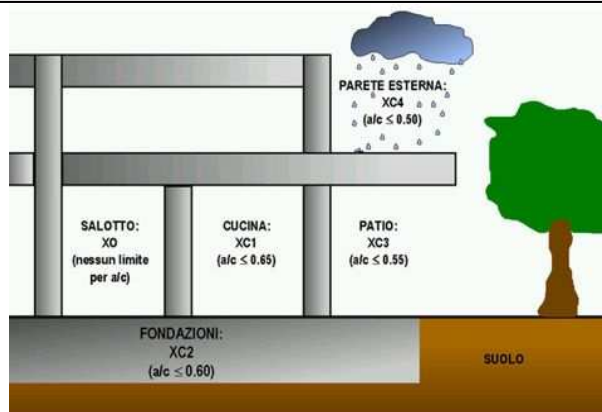 PARETE ESTERNA:
XC4
(a/c ≤ 0.50)
SALOTTO:
XO
(nessun limite
per a/c)
CUCINA:
XC1
(a/c ≤ 0.65)
PATIO:
XC3
(a/c ≤ 0.55)
FONDAZIONI:
XC2
(a/c ≤ 0.60)
SUOLO